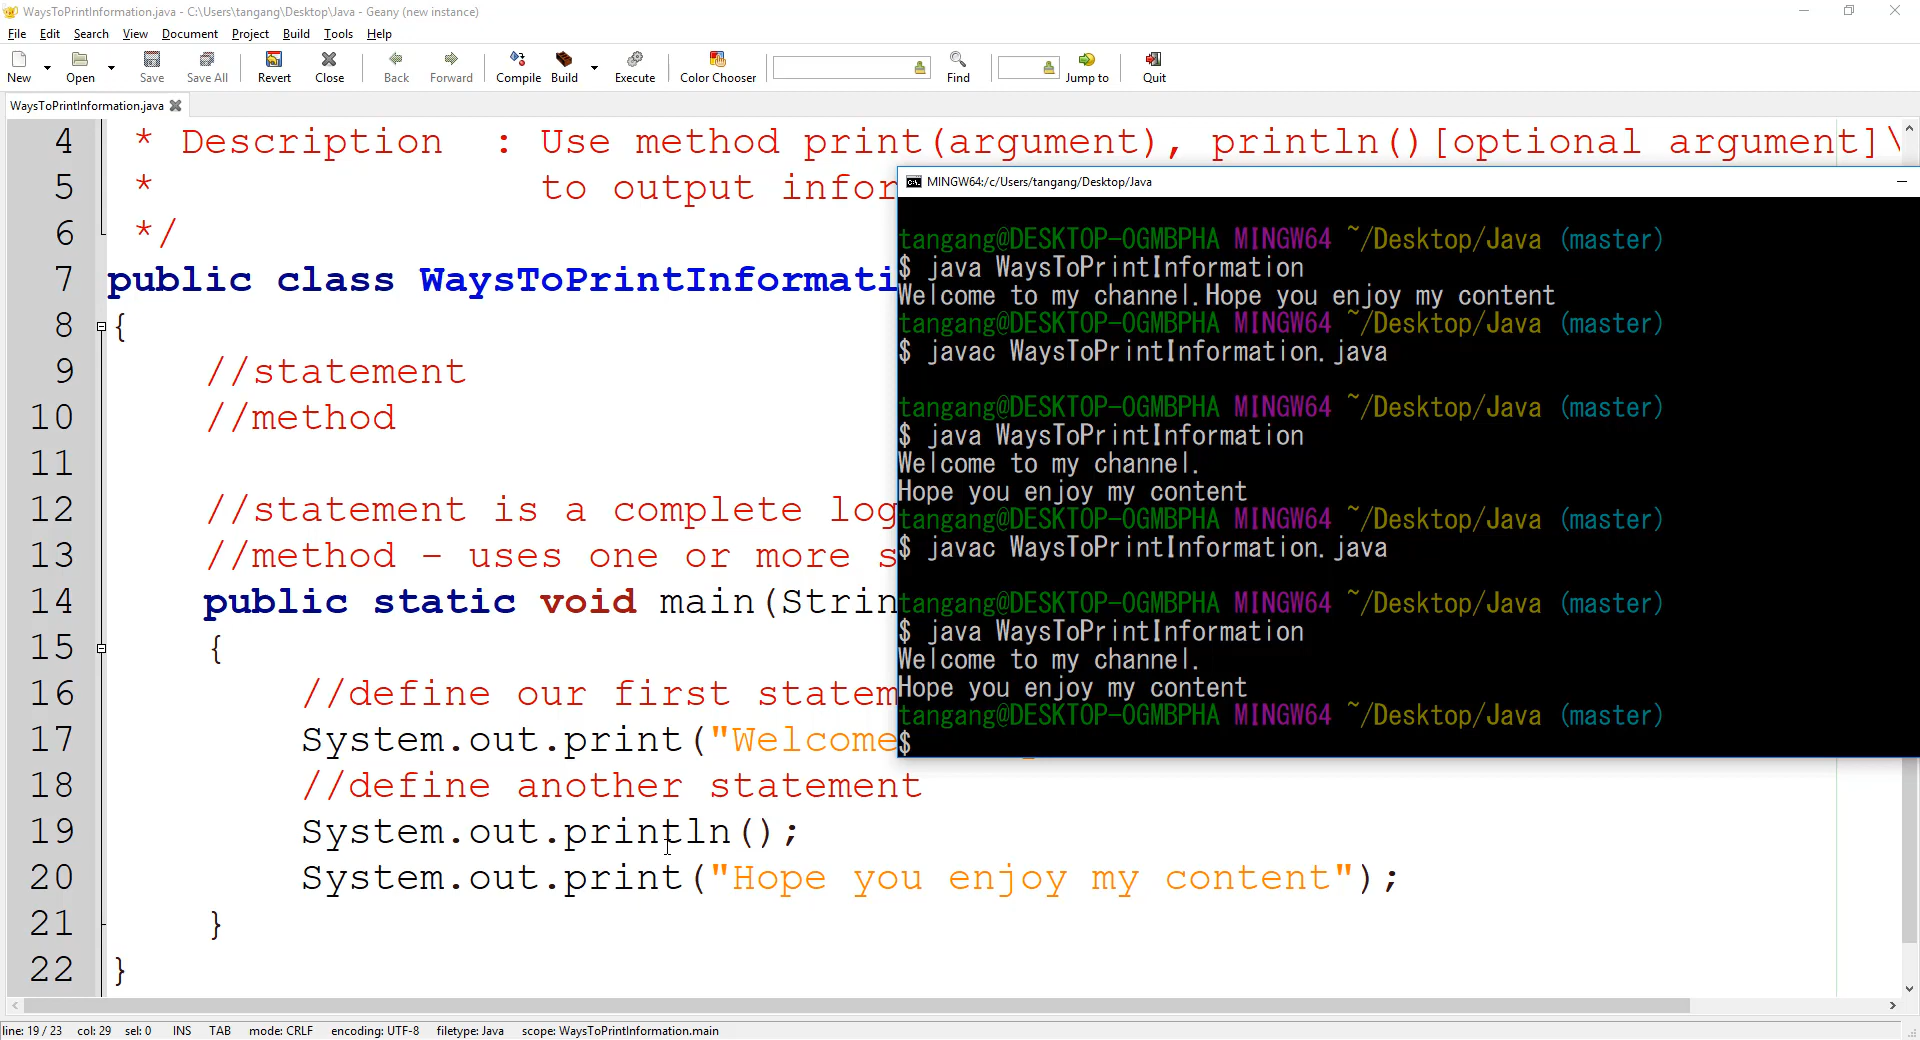 WaysToPrintInformation.java - C:\Users\tangang\Desktop\Java - Geany (new instance)
File Edit Search View Document Project Build Tools Help
New Open Save Save All Revert Close Back Forward Compile Build Execute Color Chooser Find Jump to Quit
WaysToPrintInformation.java
4 * Description : Use method print(argument), println()[optional argument]\
5 * to output infor
6 */
7 public class WaysToPrintInformati
8 {
9 //statement
10 //method
11
12 //statement is a complete log
13 //method - uses one or more s
14 public static void main(Strin
15 {
16 //define our first statem
17 System.out.print("Welcome
18 //define another statement
19 System.out.println();
20 System.out.print("Hope you enjoy my content");
21 }
22 }
MINGW64:/c/Users/tangang/Desktop/Java
tangang@DESKTOP-OGMBPHA MINGW64 ~/Desktop/Java (master)
$ java WaysToPrintInformation
Welcome to my channel.Hope you enjoy my content
tangang@DESKTOP-OGMBPHA MINGW64 ~/Desktop/Java (master)
$ javac WaysToPrintInformation.java
tangang@DESKTOP-OGMBPHA MINGW64 ~/Desktop/Java (master)
$ java WaysToPrintInformation
Welcome to my channel.
Hope you enjoy my content
tangang@DESKTOP-OGMBPHA MINGW64 ~/Desktop/Java (master)
$ javac WaysToPrintInformation.java
tangang@DESKTOP-OGMBPHA MINGW64 ~/Desktop/Java (master)
$ java WaysToPrintInformation
Welcome to my channel.
Hope you enjoy my content
tangang@DESKTOP-OGMBPHA MINGW64 ~/Desktop/Java (master)
$
line: 19 / 23 col: 29 sel: 0 INS TAB mode: CRLF encoding: UTF-8 filetype: Java scope: WaysToPrintInformation.main